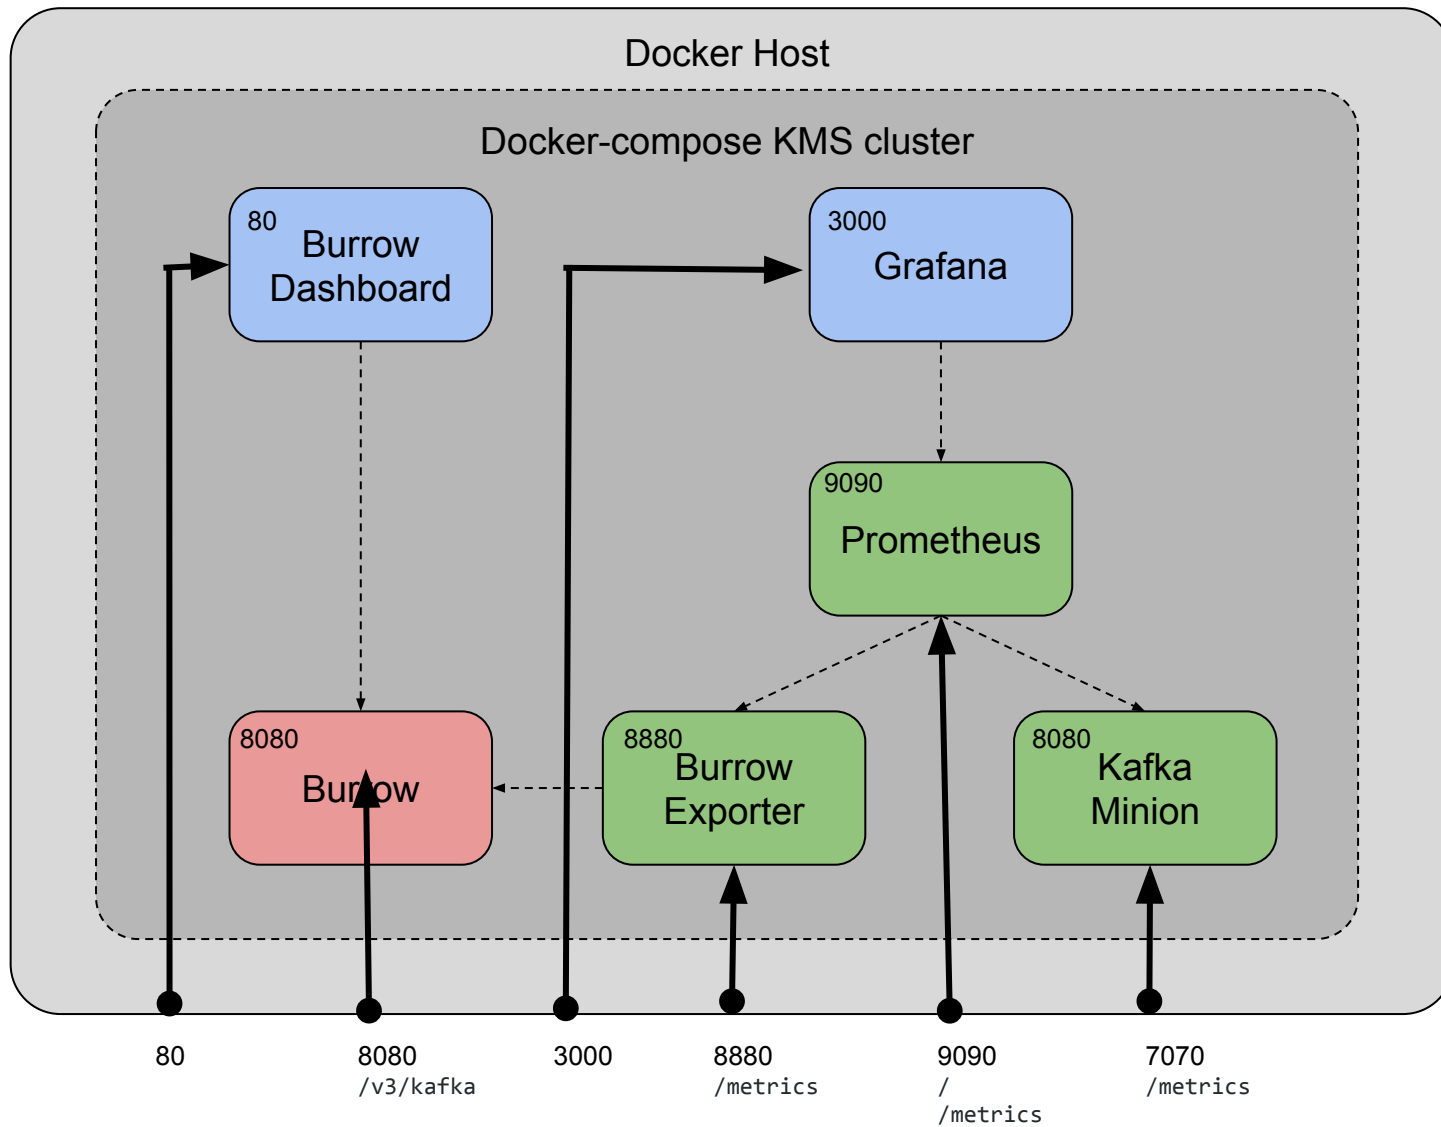 Docker Host
Docker-compose KMS cluster
80
Burrow
Dashboard
3000
Grafana
9090
Prometheus
8080
Burrow
8880
Burrow
Exporter
8080
Kafka
Minion
80
8080
/v3/kafka
3000
8880
/metrics
9090
/
/metrics
7070
/metrics